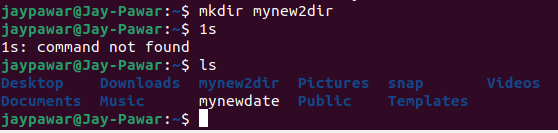 jaypawar@Jay-Pawar:~$ mkdir mynew2dir
jaypawar@Jay-Pawar:~$ 1s
1s: command not found
jaypawar@Jay-Pawar:~$ ls
Desktop    Downloads  mynew2dir  Pictures  snap       Videos
Documents  Music      mynewdate  Public    Templates
jaypawar@Jay-Pawar:~$